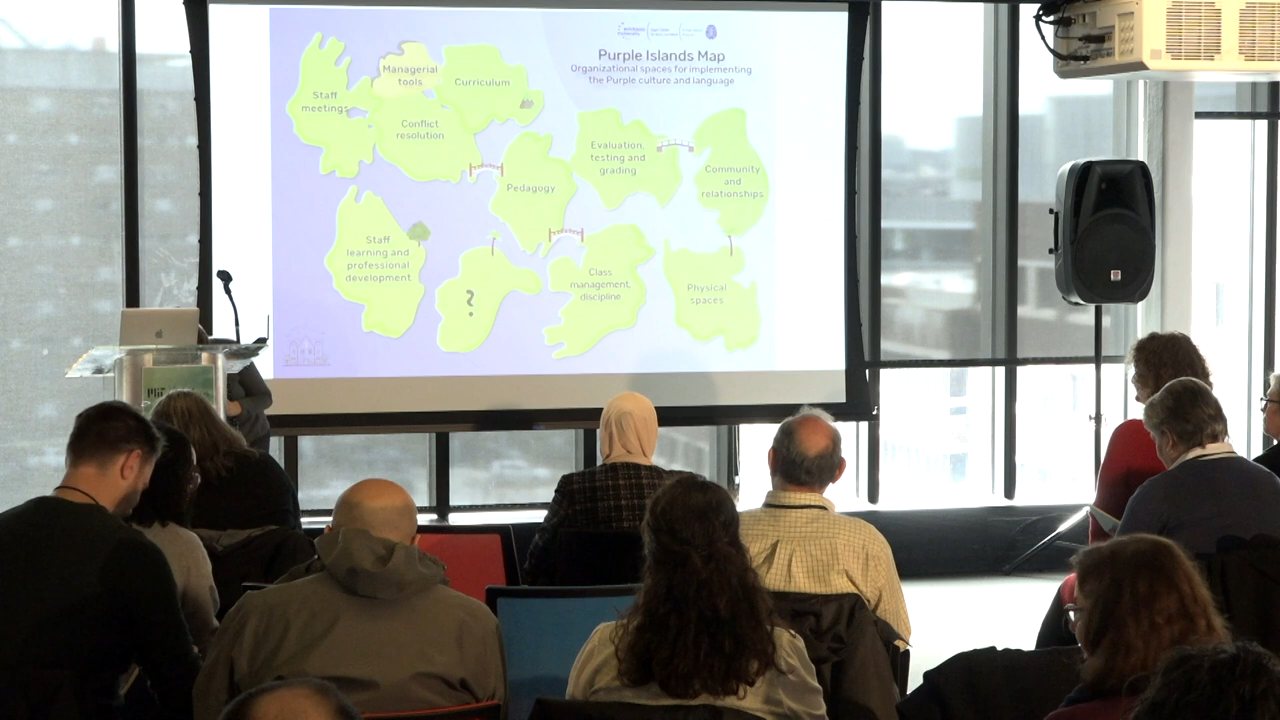 Purple Islands Map
Organizational spaces for implementing
the Purple culture and language
Staff
meetings
Managerial
tools
Curriculum
Conflict
resolution
Pedagogy
Evaluation,
testing and
grading
Community
and
relationships
Staff
learning and
professional
development
?
Class
management,
discipline
Physical
spaces